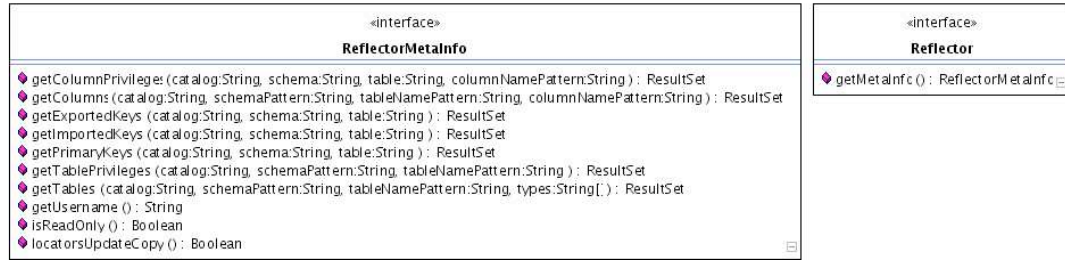 «interface»
ReflectorMetaInfo
getColumnPrivileges (catalog:String, schema:String, table:String, columnNamePattern:String ) : ResultSet
getColumns (catalog:String, schemaPattern:String, tableNamePattern:String, columnNamePattern:String ) : ResultSet
getExportedKeys (catalog:String, schema:String, table:String ) : ResultSet
getImportedKeys (catalog:String, schema:String, table:String ) : ResultSet
getPrimaryKeys (catalog:String, schema:String, table:String ) : ResultSet
getTablePrivileges (catalog:String, schemaPattern:String, tableNamePattern:String ) : ResultSet
getTables (catalog:String, schemaPattern:String, tableNamePattern:String, types:String[] ) : ResultSet
getUsername () : String
isReadOnly () : Boolean
locatorsUpdateCopy () : Boolean
«interface»
Reflector
getMetaInfo () : ReflectorMetaInfo